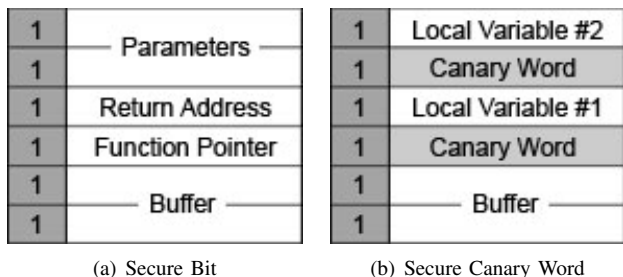 1
Parameters
1
1 Return Address
1 Function Pointer
1
Buffer
1
(a) Secure Bit
1 Local Variable #2
1 Canary Word
1 Local Variable #1
1 Canary Word
1
Buffer
1
(b) Secure Canary Word